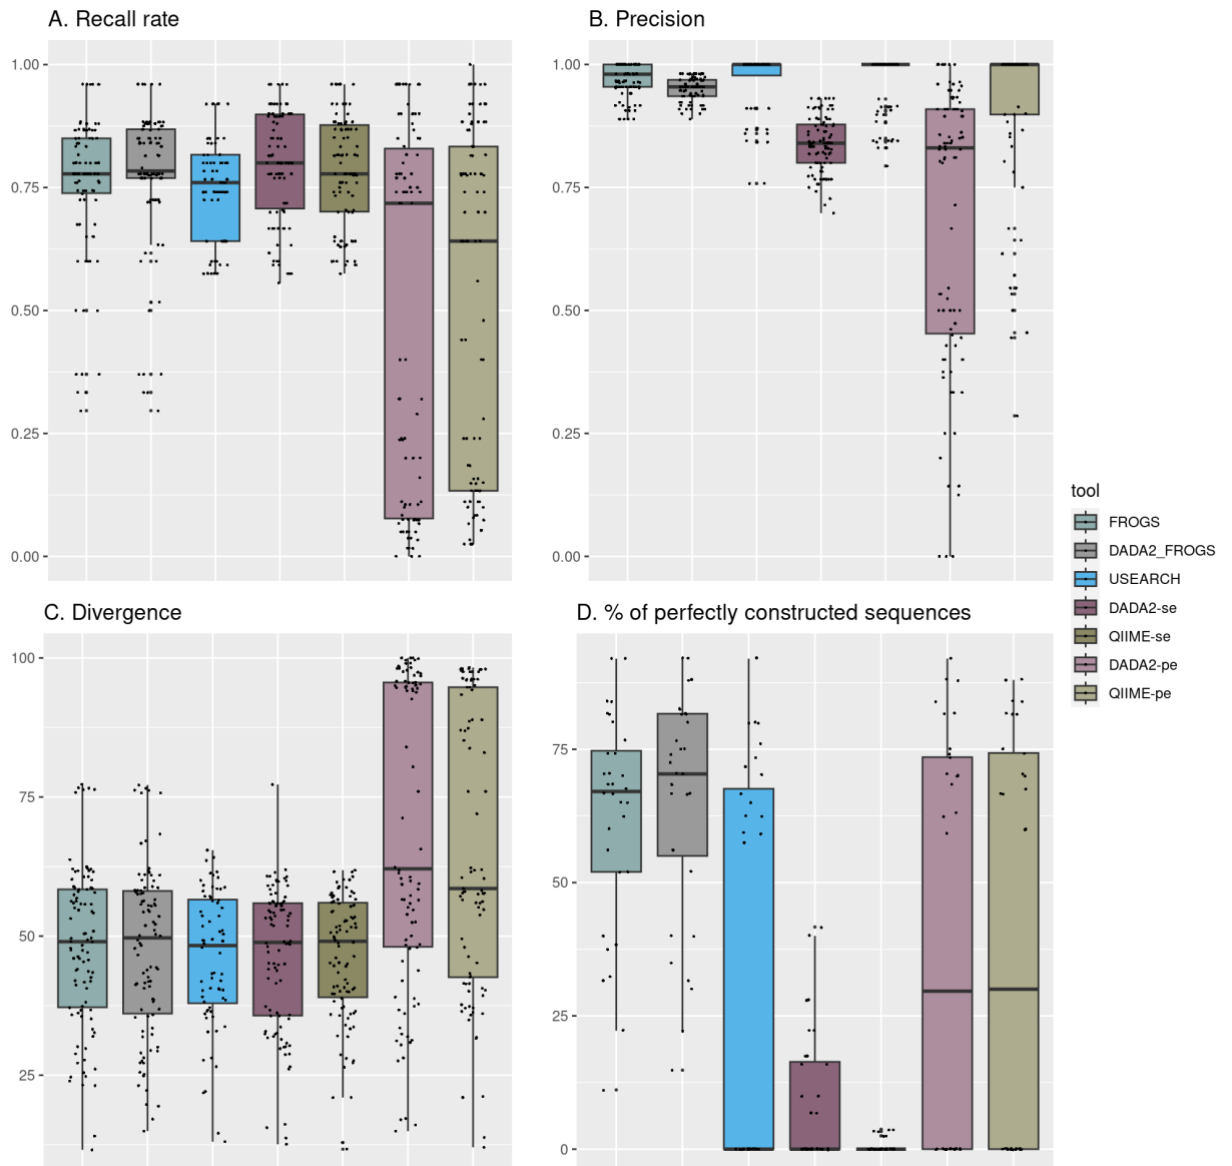 A. Recall rate
1.00
0.75
0.50
0.25
0.00
B. Precision
1.00
0.75
0.50
0.25
0.00
C. Divergence
100
75
50
25
D. % of perfectly constructed sequences
75
50
25
0
tool
FROGS
DADA2_FROGS
USEARCH
DADA2-se
QIIME-se
DADA2-pe
QIIME-pe